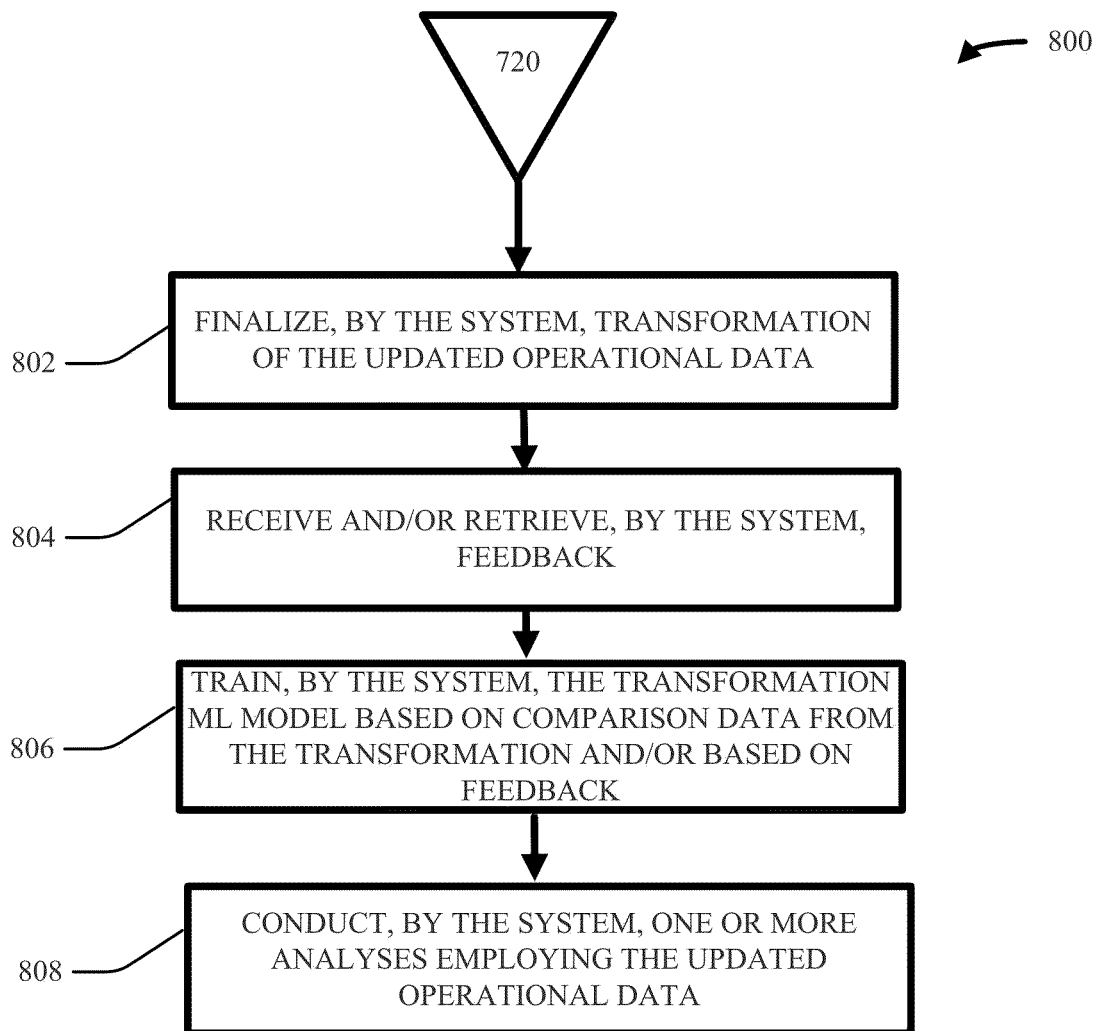 720
800
802
FINALIZE, BY THE SYSTEM, TRANSFORMATION
OF THE UPDATED OPERATIONAL DATA
804
RECEIVE AND/OR RETRIEVE, BY THE SYSTEM,
FEEDBACK
806
TRAIN, BY THE SYSTEM, THE TRANSFORMATION
ML MODEL BASED ON COMPARISON DATA FROM
THE TRANSFORMATION AND/OR BASED ON
FEEDBACK
808
CONDUCT, BY THE SYSTEM, ONE OR MORE
ANALYSES EMPLOYING THE UPDATED
OPERATIONAL DATA